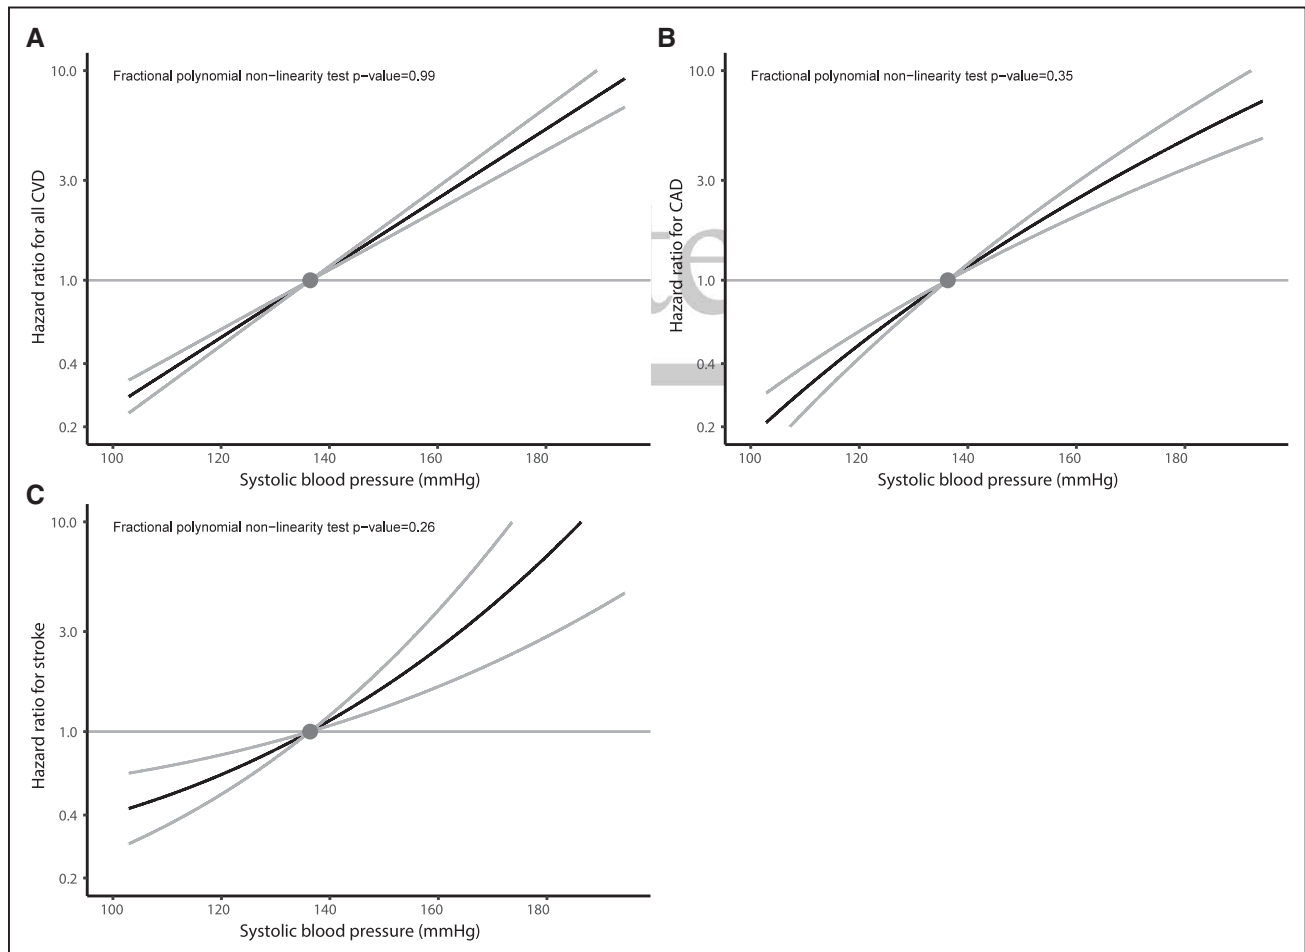 A
Fractional polynomial non−linearity test p−value=0.99
Hazard ratio for all CVD
10.0
3.0
1.0
0.4
0.2
100 120 140 160 180
Systolic blood pressure (mmHg)
B
Fractional polynomial non−linearity test p−value=0.35
Hazard ratio for CAD
10.0
3.0
1.0
0.4
0.2
100 120 140 160 180
Systolic blood pressure (mmHg)
C
Fractional polynomial non−linearity test p−value=0.26
Hazard ratio for stroke
10.0
3.0
1.0
0.4
0.2
100 120 140 160 180
Systolic blood pressure (mmHg)